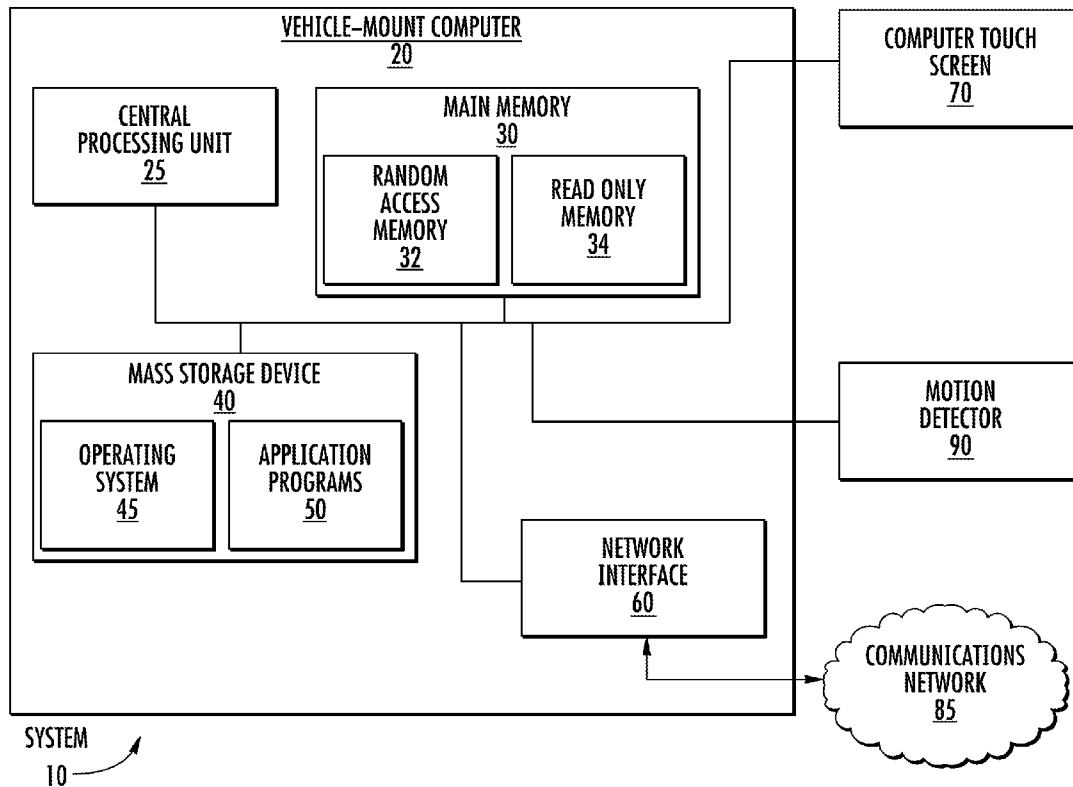 VEHICLE-MOUNT COMPUTER
20
CENTRAL
PROCESSING UNIT
25
MAIN MEMORY
30
RANDOM
ACCESS
MEMORY
32
READ ONLY
MEMORY
34
MASS STORAGE DEVICE
40
OPERATING
SYSTEM
45
APPLICATION
PROGRAMS
50
NETWORK
INTERFACE
60
COMPUTER TOUCH
SCREEN
70
MOTION
DETECTOR
90
COMMUNICATIONS
NETWORK
85
SYSTEM
10